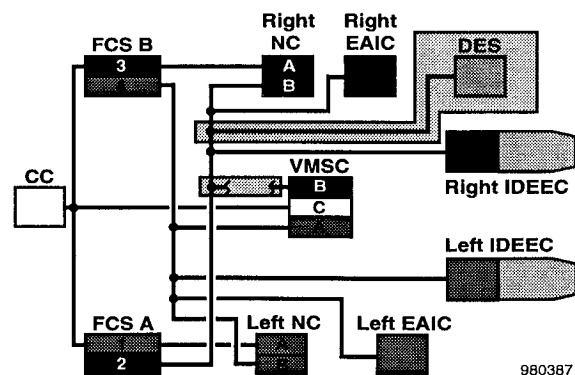 Right NC
Right EAIC
FCS B
DES
3
A
A
B
VMSC
CC
B
C
A
Right IDEEC
Left IDEEC
FCS A
Left NC
Left EAIC
1
2
A
B
980387